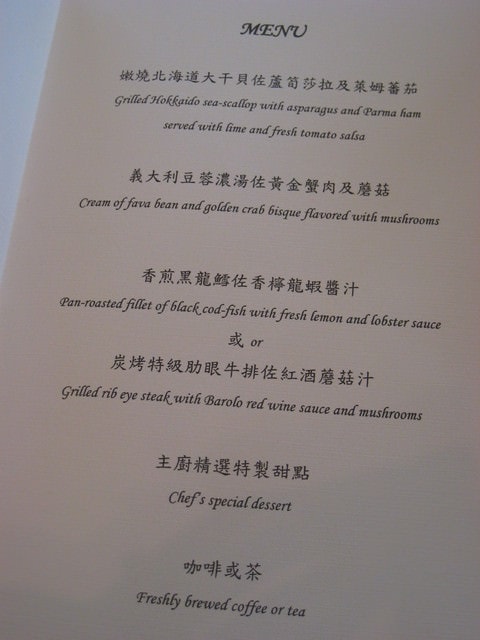 MENU
嫩燒北海道大干貝佐蘆筍莎拉及萊姆蕃茄
Grilled Hokkaido sea-scallop with asparagus and Parma ham
served with lime and fresh tomato salsa
義大利豆蓉濃湯佐黃金蟹肉及蘑菇
Cream of fava bean and golden crab bisque flavored with mushrooms
香煎黑龍鱈佐香檸龍蝦醬汁
Pan-roasted fillet of black cod-fish with fresh lemon and lobster sauce
或 or
炭烤特級肋眼牛排佐紅酒蘑菇汁
Grilled rib eye steak with Barolo red wine sauce and mushrooms
主廚精選特製甜點
Chef's special dessert
咖啡或茶
Freshly brewed coffee or tea